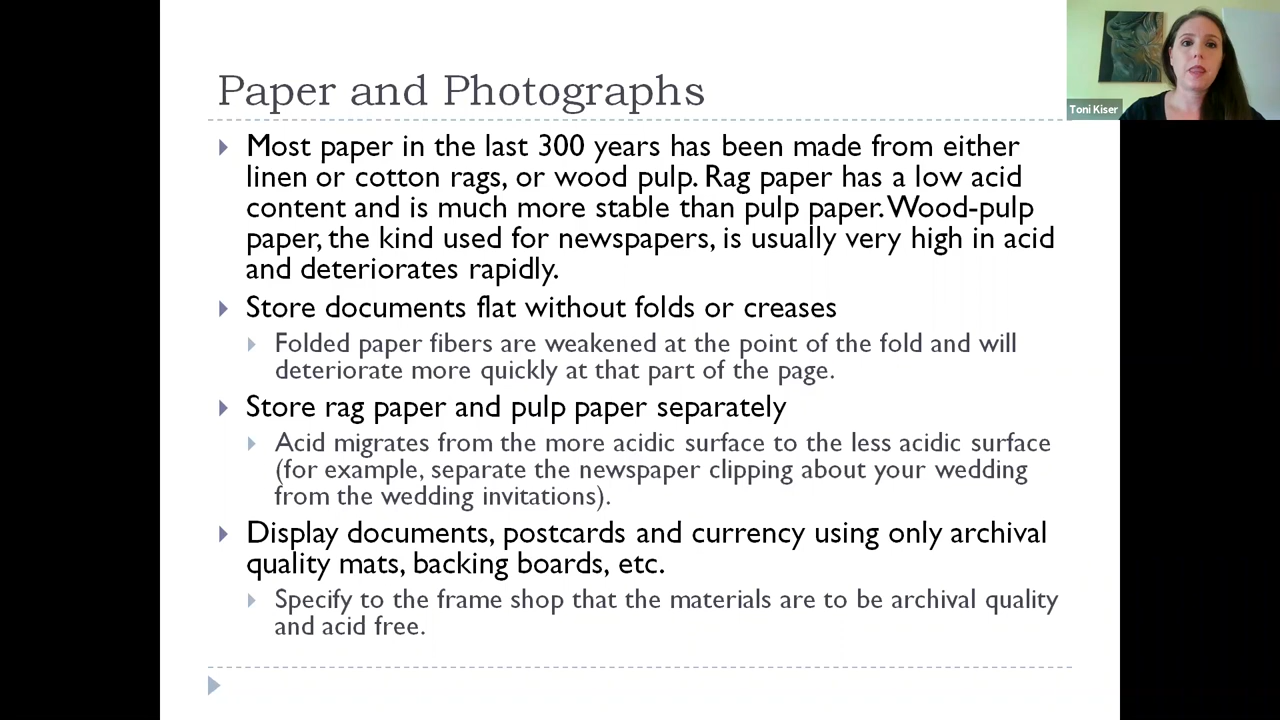 Paper and Photographs
Toni Kiser
Most paper in the last 300 years has been made from either
linen or cotton rags, or wood pulp. Rag paper has a low acid
content and is much more stable than pulp paper. Wood-pulp
paper, the kind used for newspapers, is usually very high in acid
and deteriorates rapidly.
Store documents flat without folds or creases
Folded paper fibers are weakened at the point of the fold and will
deteriorate more quickly at that part of the page.
Store rag paper and pulp paper separately
Acid migrates from the more acidic surface to the less acidic surface
(for example, separate the newspaper clipping about your wedding
from the wedding invitations).
Display documents, postcards and currency using only archival
quality mats, backing boards, etc.
Specify to the frame shop that the materials are to be archival quality
and acid free.